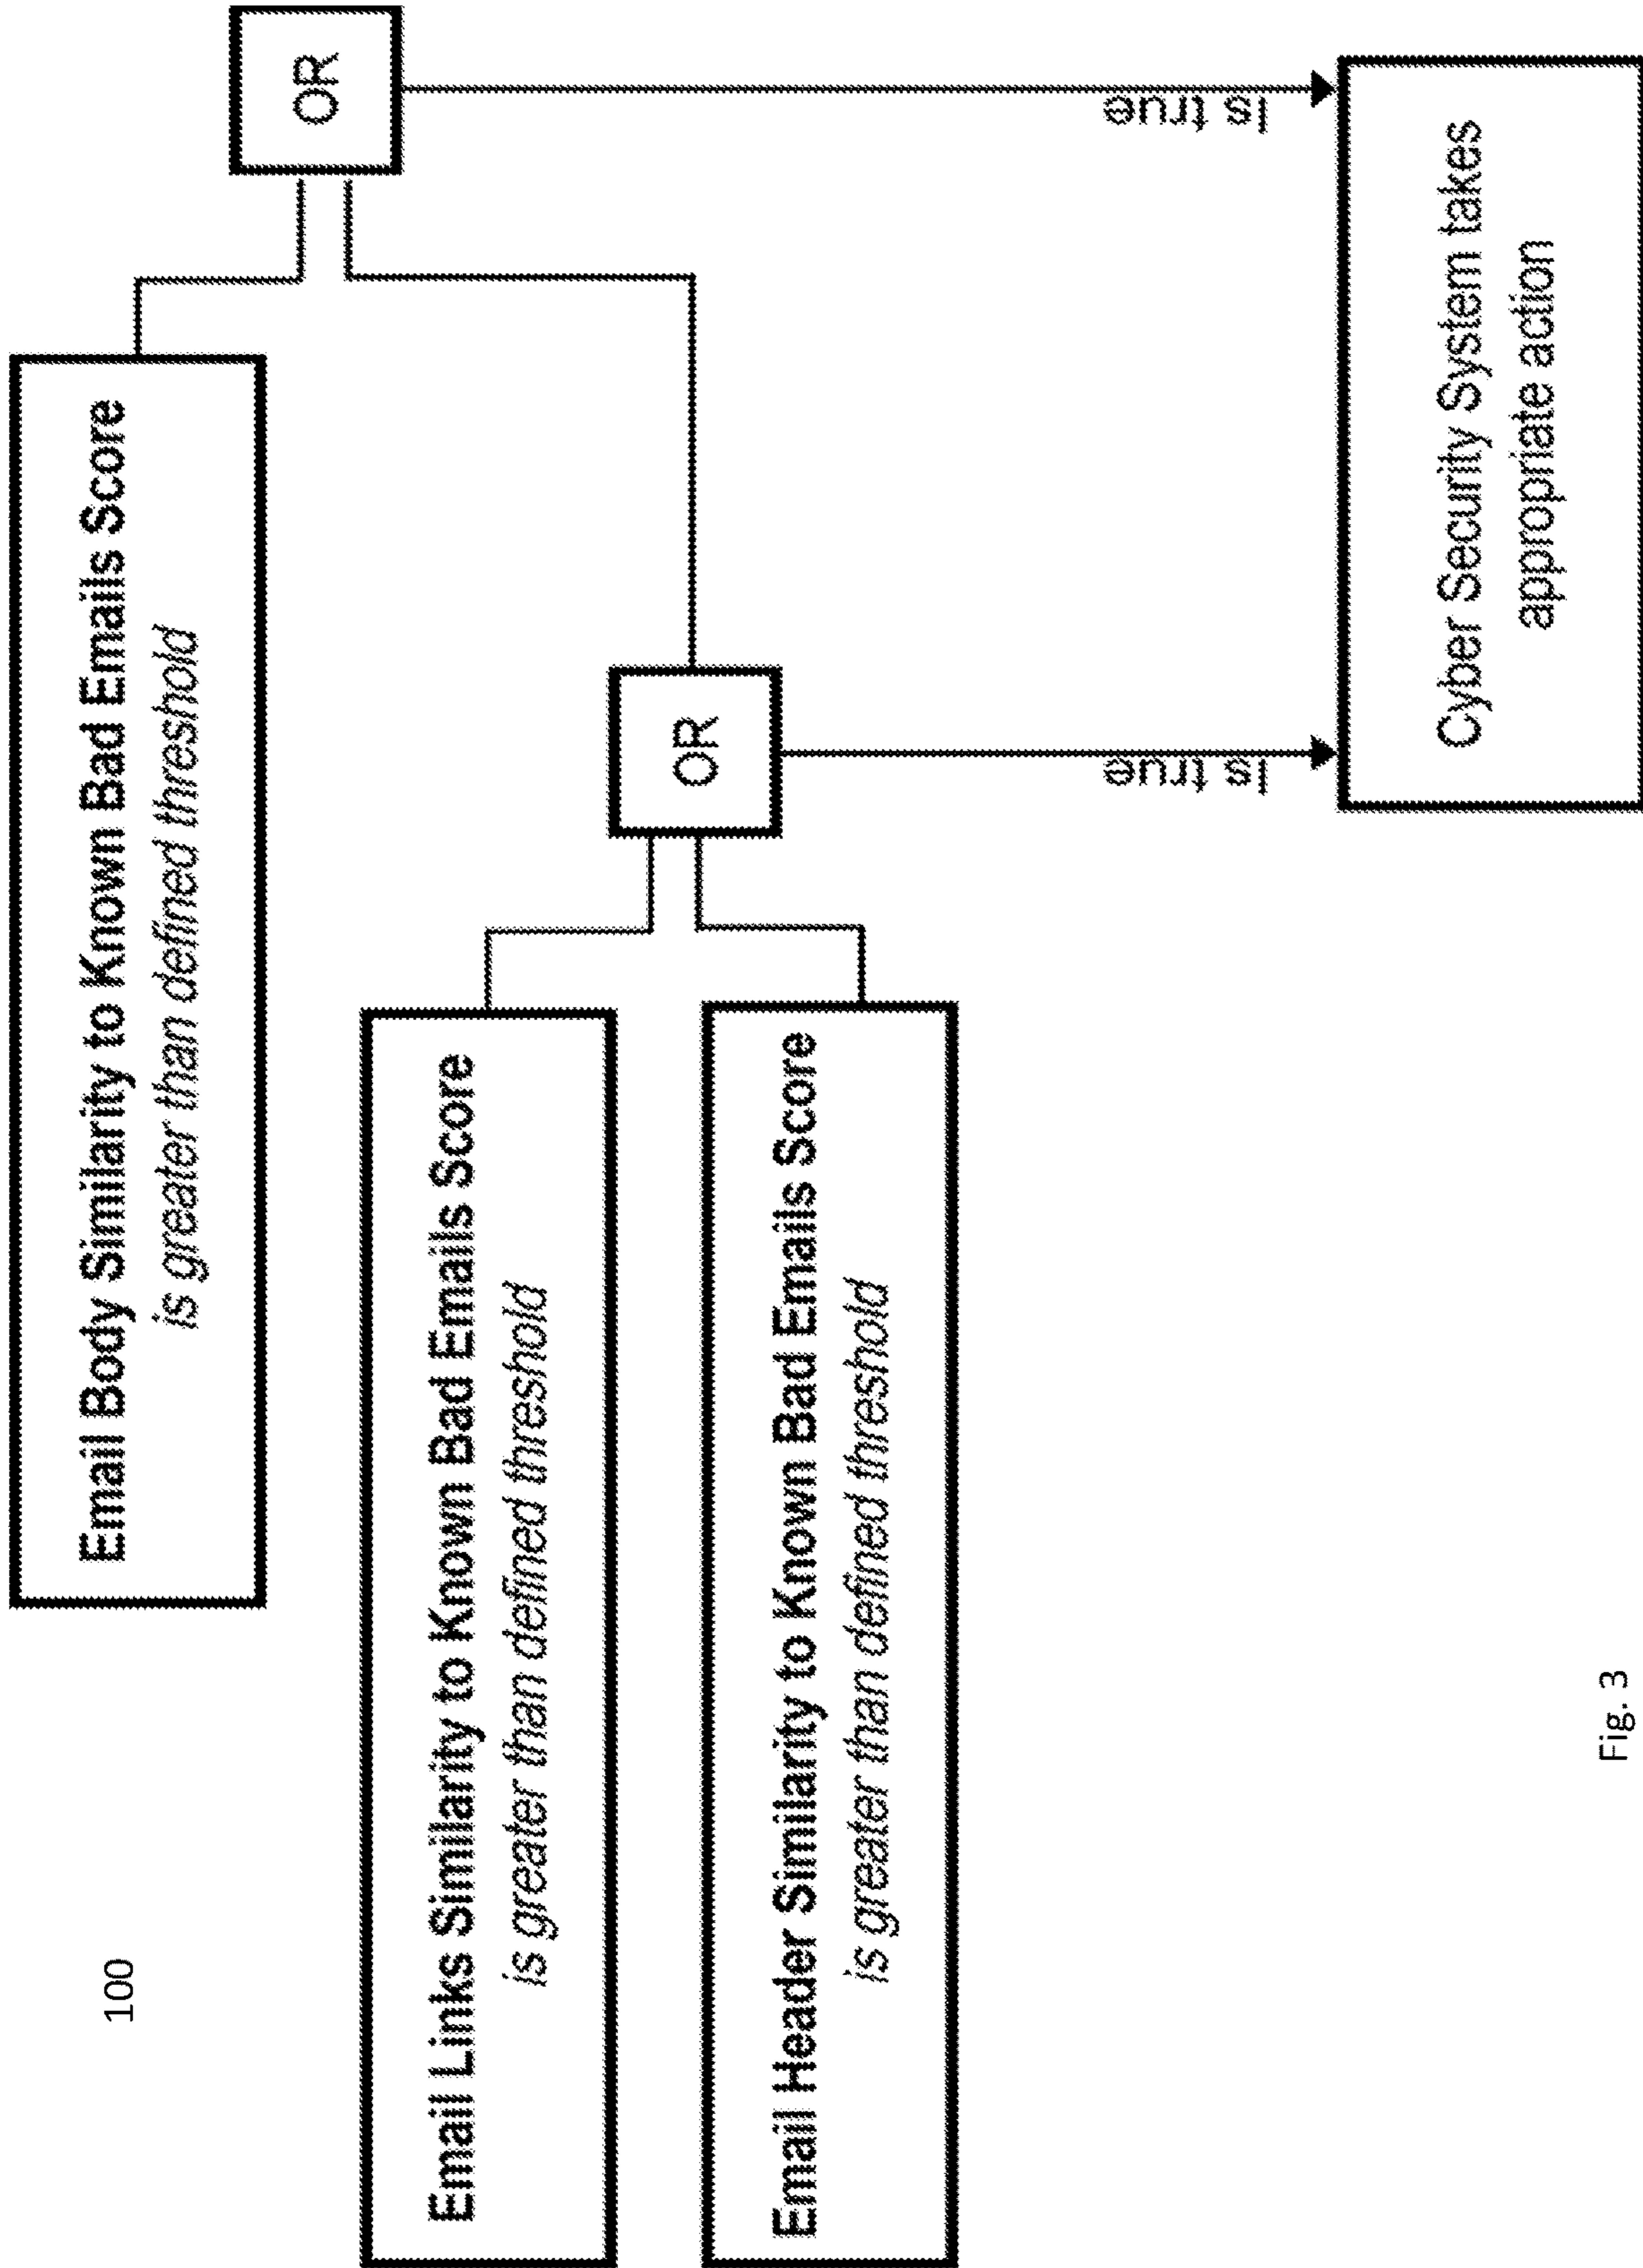 100
Email Body Similarity to Known Bad Emails Score
is greater than defined threshold
OR
Email Links Similarity to Known Bad Emails Score
is greater than defined threshold
OR
Email Header Similarity to Known Bad Emails Score
is greater than defined threshold
is true
is true
Cyber Security System takes
appropriate action
Fig. 3